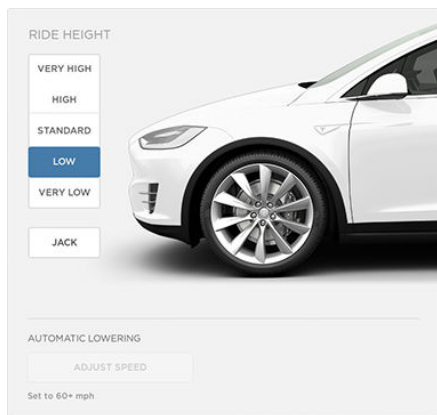 RIDE HEIGHT
VERY HIGH
HIGH
STANDARD
LOW
VERY LOW
JACK
AUTOMATIC LOWERING
ADJUST SPEED
Set to 60+ mph